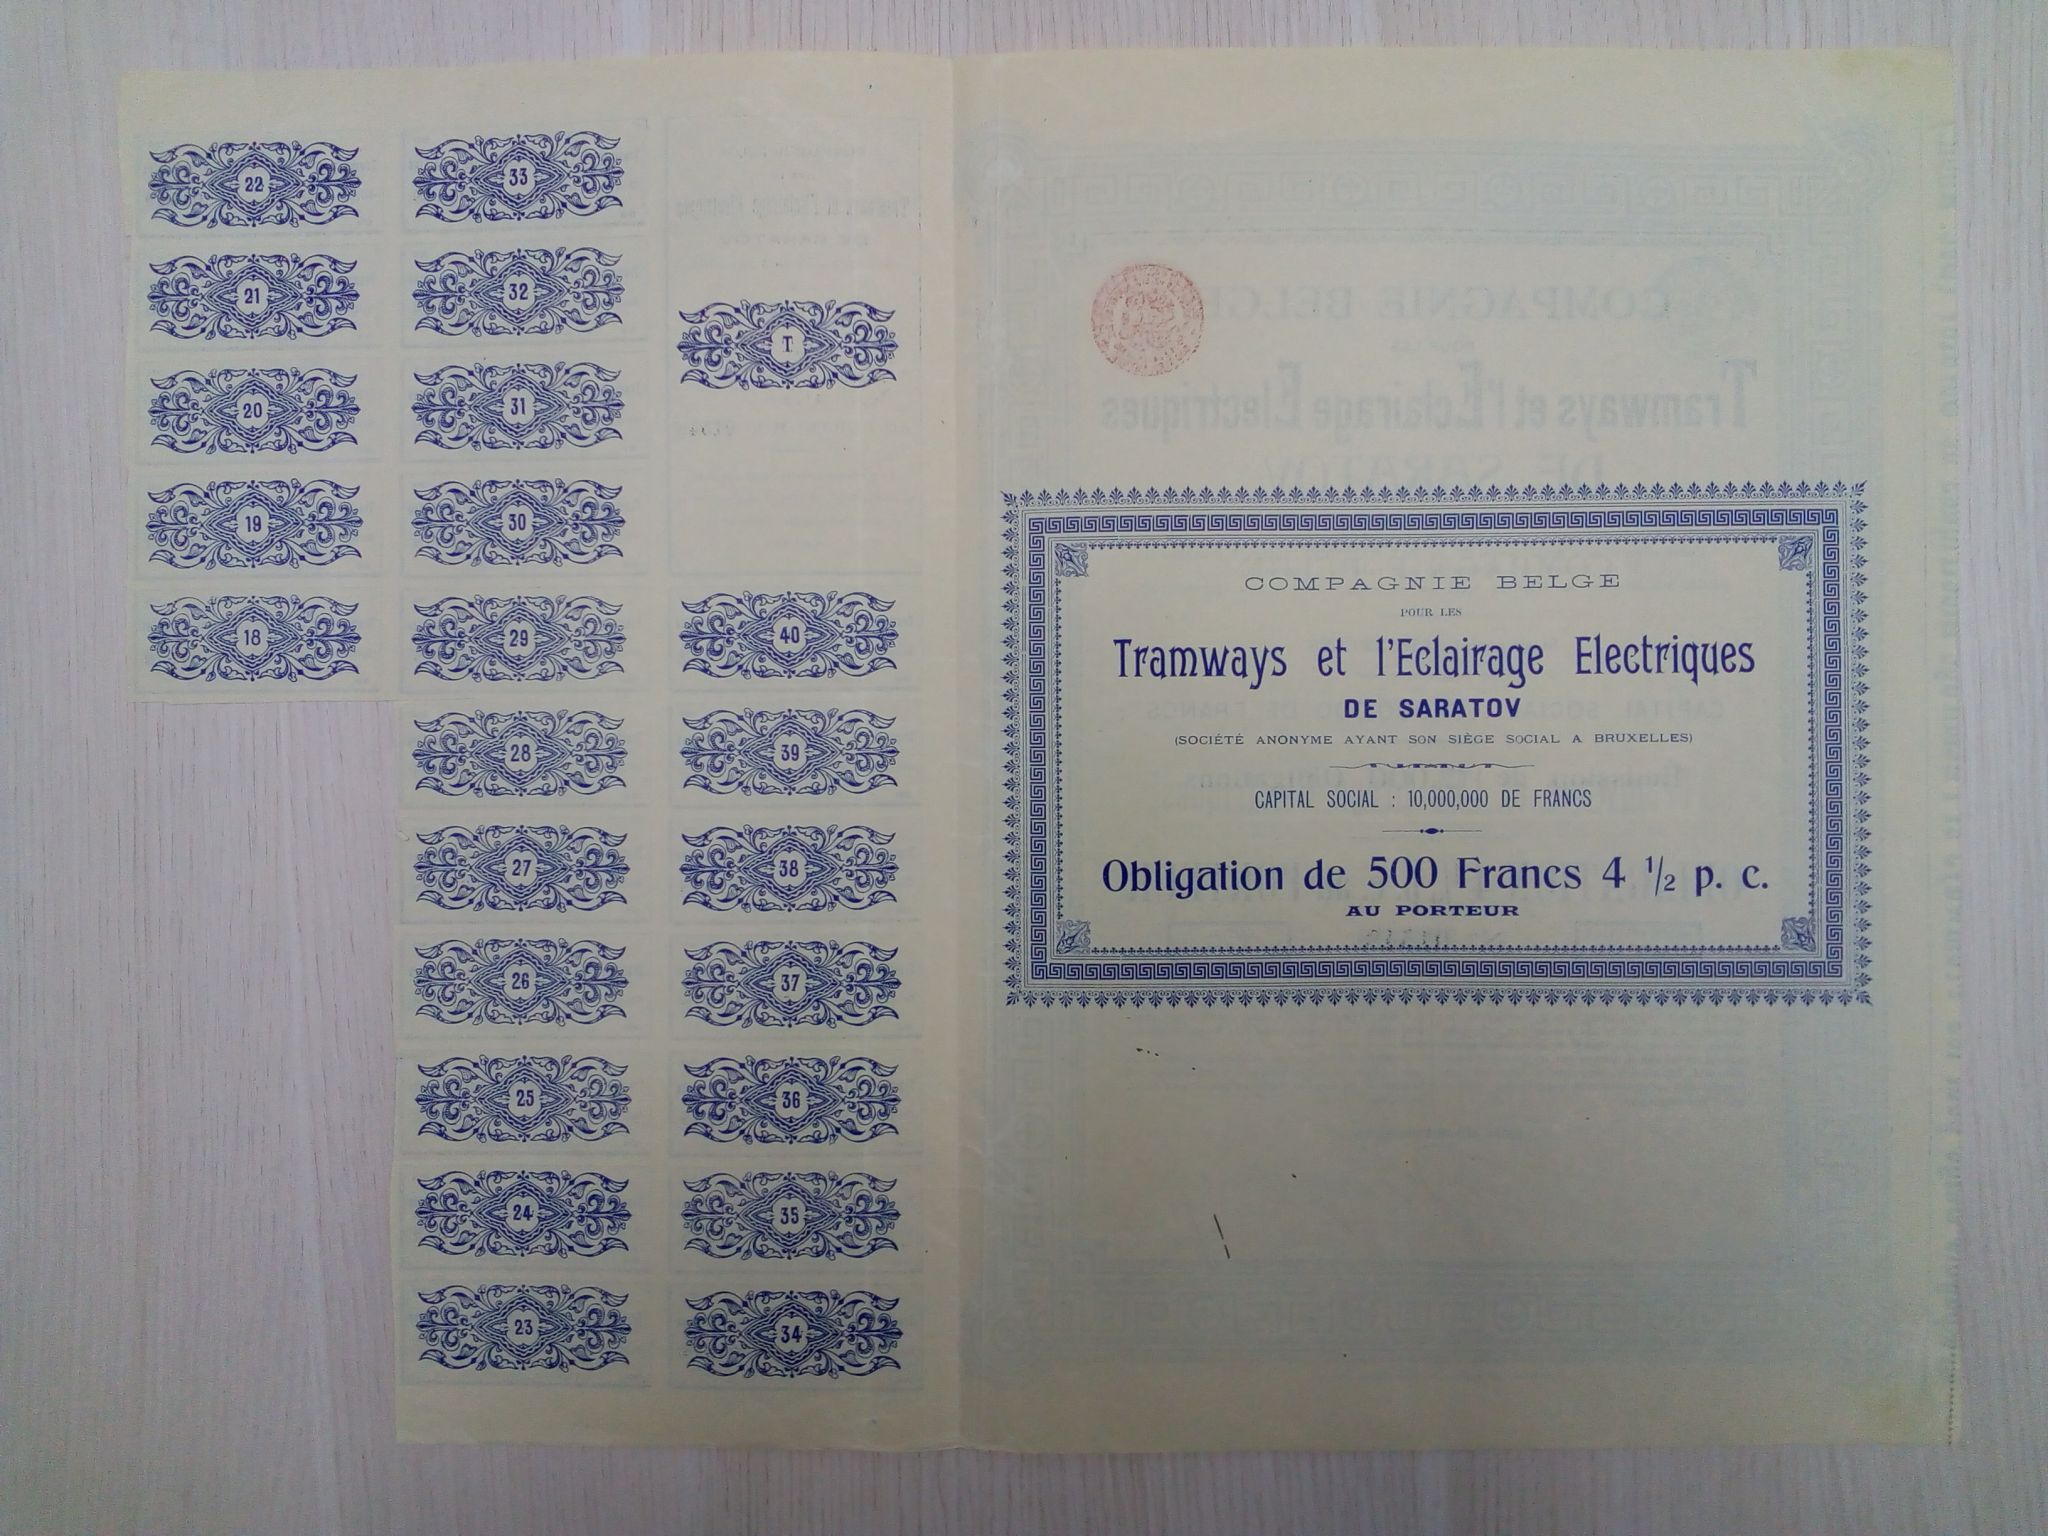 22
21
20
19
18
33
32
31
30
29
28
27
26
25
24
23
T
40
39
38
37
36
35
34
COMPAGNIE BELGE
POUR LES
Tramways et l'Eclairage Electriques
DE SARATOV
(SOCIÉTÉ ANONYME AYANT SON SIÈGE SOCIAL A BRUXELLES)
CAPITAL SOCIAL : 10,000,000 DE FRANCS
Obligation de 500 Francs 4 1/2 p. c.
AU PORTEUR